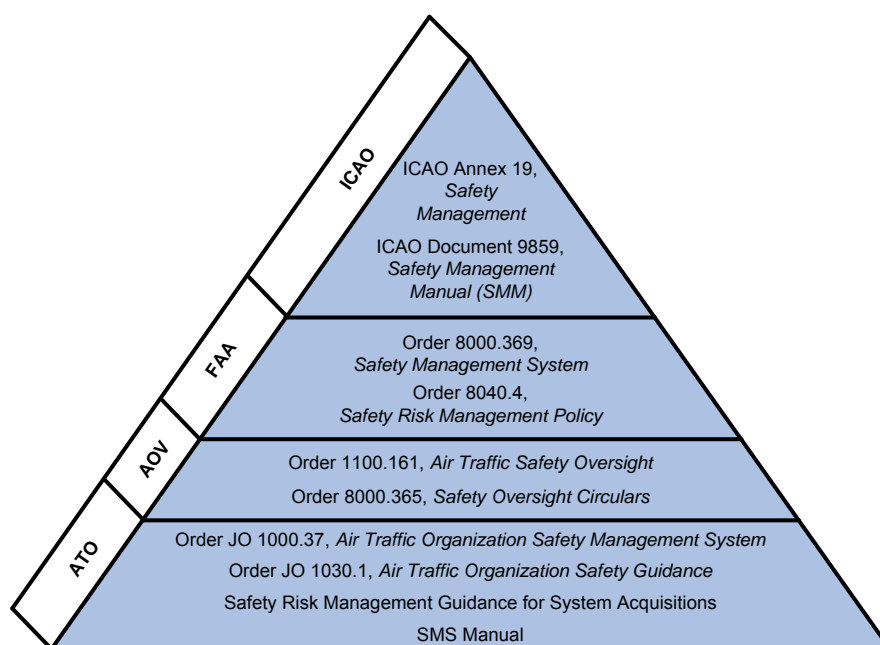 ICAO
ICAO Annex 19,
Safety
Management
ICAO Document 9859,
Safety Management
Manual (SMM)
FAA
Order 8000.369,
Safety Management System
Order 8040.4,
Safety Risk Management Policy
AOV
Order 1100.161, Air Traffic Safety Oversight
Order 8000.365, Safety Oversight Circulars
ATO
Order JO 1000.37, Air Traffic Organization Safety Management System
Order JO 1030.1, Air Traffic Organization Safety Guidance
Safety Risk Management Guidance for System Acquisitions
SMS Manual